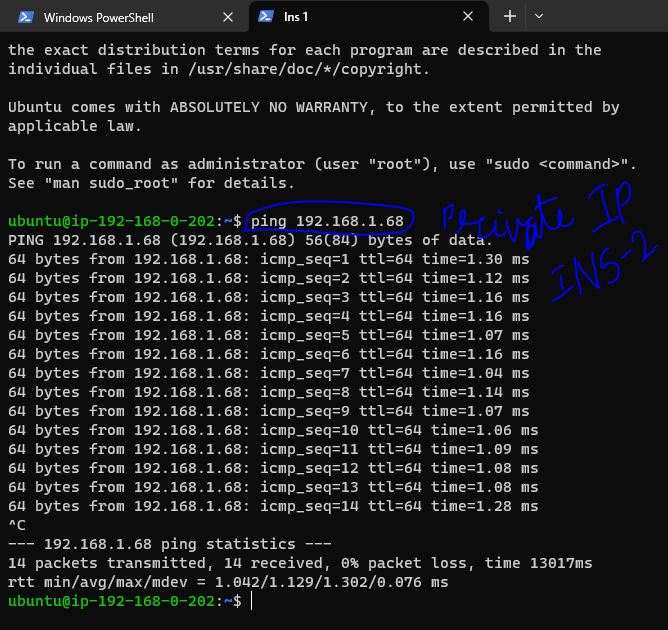 Windows PowerShell
Ins 1
the exact distribution terms for each program are described in the
individual files in /usr/share/doc/*/copyright.
Ubuntu comes with ABSOLUTELY NO WARRANTY, to the extent permitted by
applicable law.
To run a command as administrator (user "root"), use "sudo <command>".
See "man sudo_root" for details.
ubuntu@ip-192-168-0-202:~$ ping 192.168.1.68
Private IP
INS-2
PING 192.168.1.68 (192.168.1.68) 56(84) bytes of data.
64 bytes from 192.168.1.68: icmp_seq=1 ttl=64 time=1.30 ms
64 bytes from 192.168.1.68: icmp_seq=2 ttl=64 time=1.12 ms
64 bytes from 192.168.1.68: icmp_seq=3 ttl=64 time=1.16 ms
64 bytes from 192.168.1.68: icmp_seq=4 ttl=64 time=1.16 ms
64 bytes from 192.168.1.68: icmp_seq=5 ttl=64 time=1.07 ms
64 bytes from 192.168.1.68: icmp_seq=6 ttl=64 time=1.16 ms
64 bytes from 192.168.1.68: icmp_seq=7 ttl=64 time=1.04 ms
64 bytes from 192.168.1.68: icmp_seq=8 ttl=64 time=1.14 ms
64 bytes from 192.168.1.68: icmp_seq=9 ttl=64 time=1.07 ms
64 bytes from 192.168.1.68: icmp_seq=10 ttl=64 time=1.06 ms
64 bytes from 192.168.1.68: icmp_seq=11 ttl=64 time=1.09 ms
64 bytes from 192.168.1.68: icmp_seq=12 ttl=64 time=1.08 ms
64 bytes from 192.168.1.68: icmp_seq=13 ttl=64 time=1.08 ms
64 bytes from 192.168.1.68: icmp_seq=14 ttl=64 time=1.28 ms
^C
--- 192.168.1.68 ping statistics ---
14 packets transmitted, 14 received, 0% packet loss, time 13017ms
rtt min/avg/max/mdev = 1.042/1.129/1.302/0.076 ms
ubuntu@ip-192-168-0-202:~$